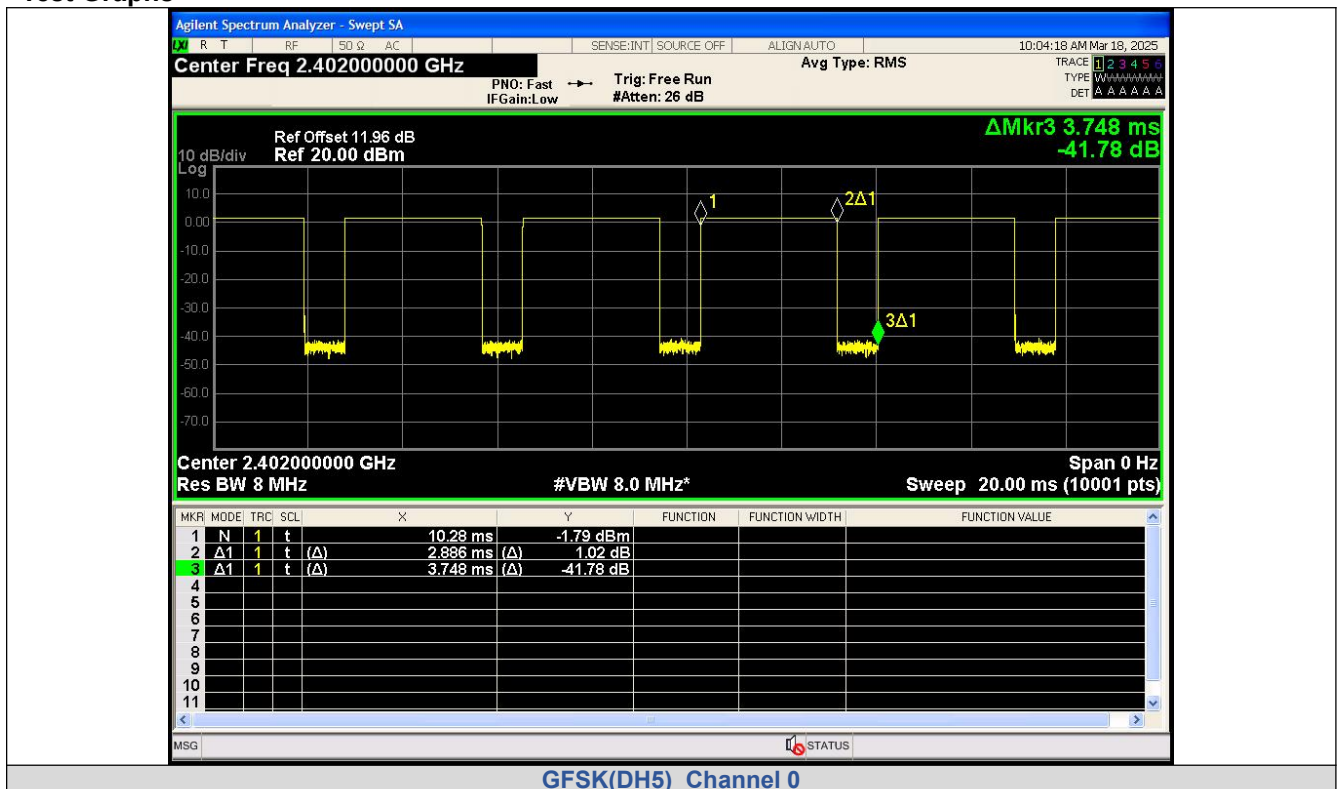 Agilent Spectrum Analyzer - Swept SA
LXI R T RF 50 Ω AC SENSE:INT SOURCE OFF ALIGN AUTO 10:04:18 AM Mar 18, 2025
Center Freq 2.402000000 GHz Avg Type: RMS TRACE 1 2 3 4 5 6
PNO: Fast Trig: Free Run TYPE WWWWWW
IFGain:Low #Atten: 26 dB DET A A A A A A
ΔMkr3 3.748 ms
Ref Offset 11.96 dB
10 dB/div Ref 20.00 dBm -41.78 dB
Log
10.0
1
2Δ1
0.00
-10.0
-20.0
-30.0
3Δ1
-40.0
-50.0
-60.0
-70.0
Center 2.402000000 GHz Span 0 Hz
Res BW 8 MHz #VBW 8.0 MHz* Sweep 20.00 ms (10001 pts)
MKR MODE TRC SCL X Y FUNCTION FUNCTION WIDTH FUNCTION VALUE
1 N 1 t 10.28 ms -1.79 dBm
2 Δ1 1 t (Δ) 2.886 ms (Δ) 1.02 dB
3 Δ1 1 t (Δ) 3.748 ms (Δ) -41.78 dB
4
5
6
7
8
9
10
11
MSG STATUS
GFSK(DH5) Channel 0